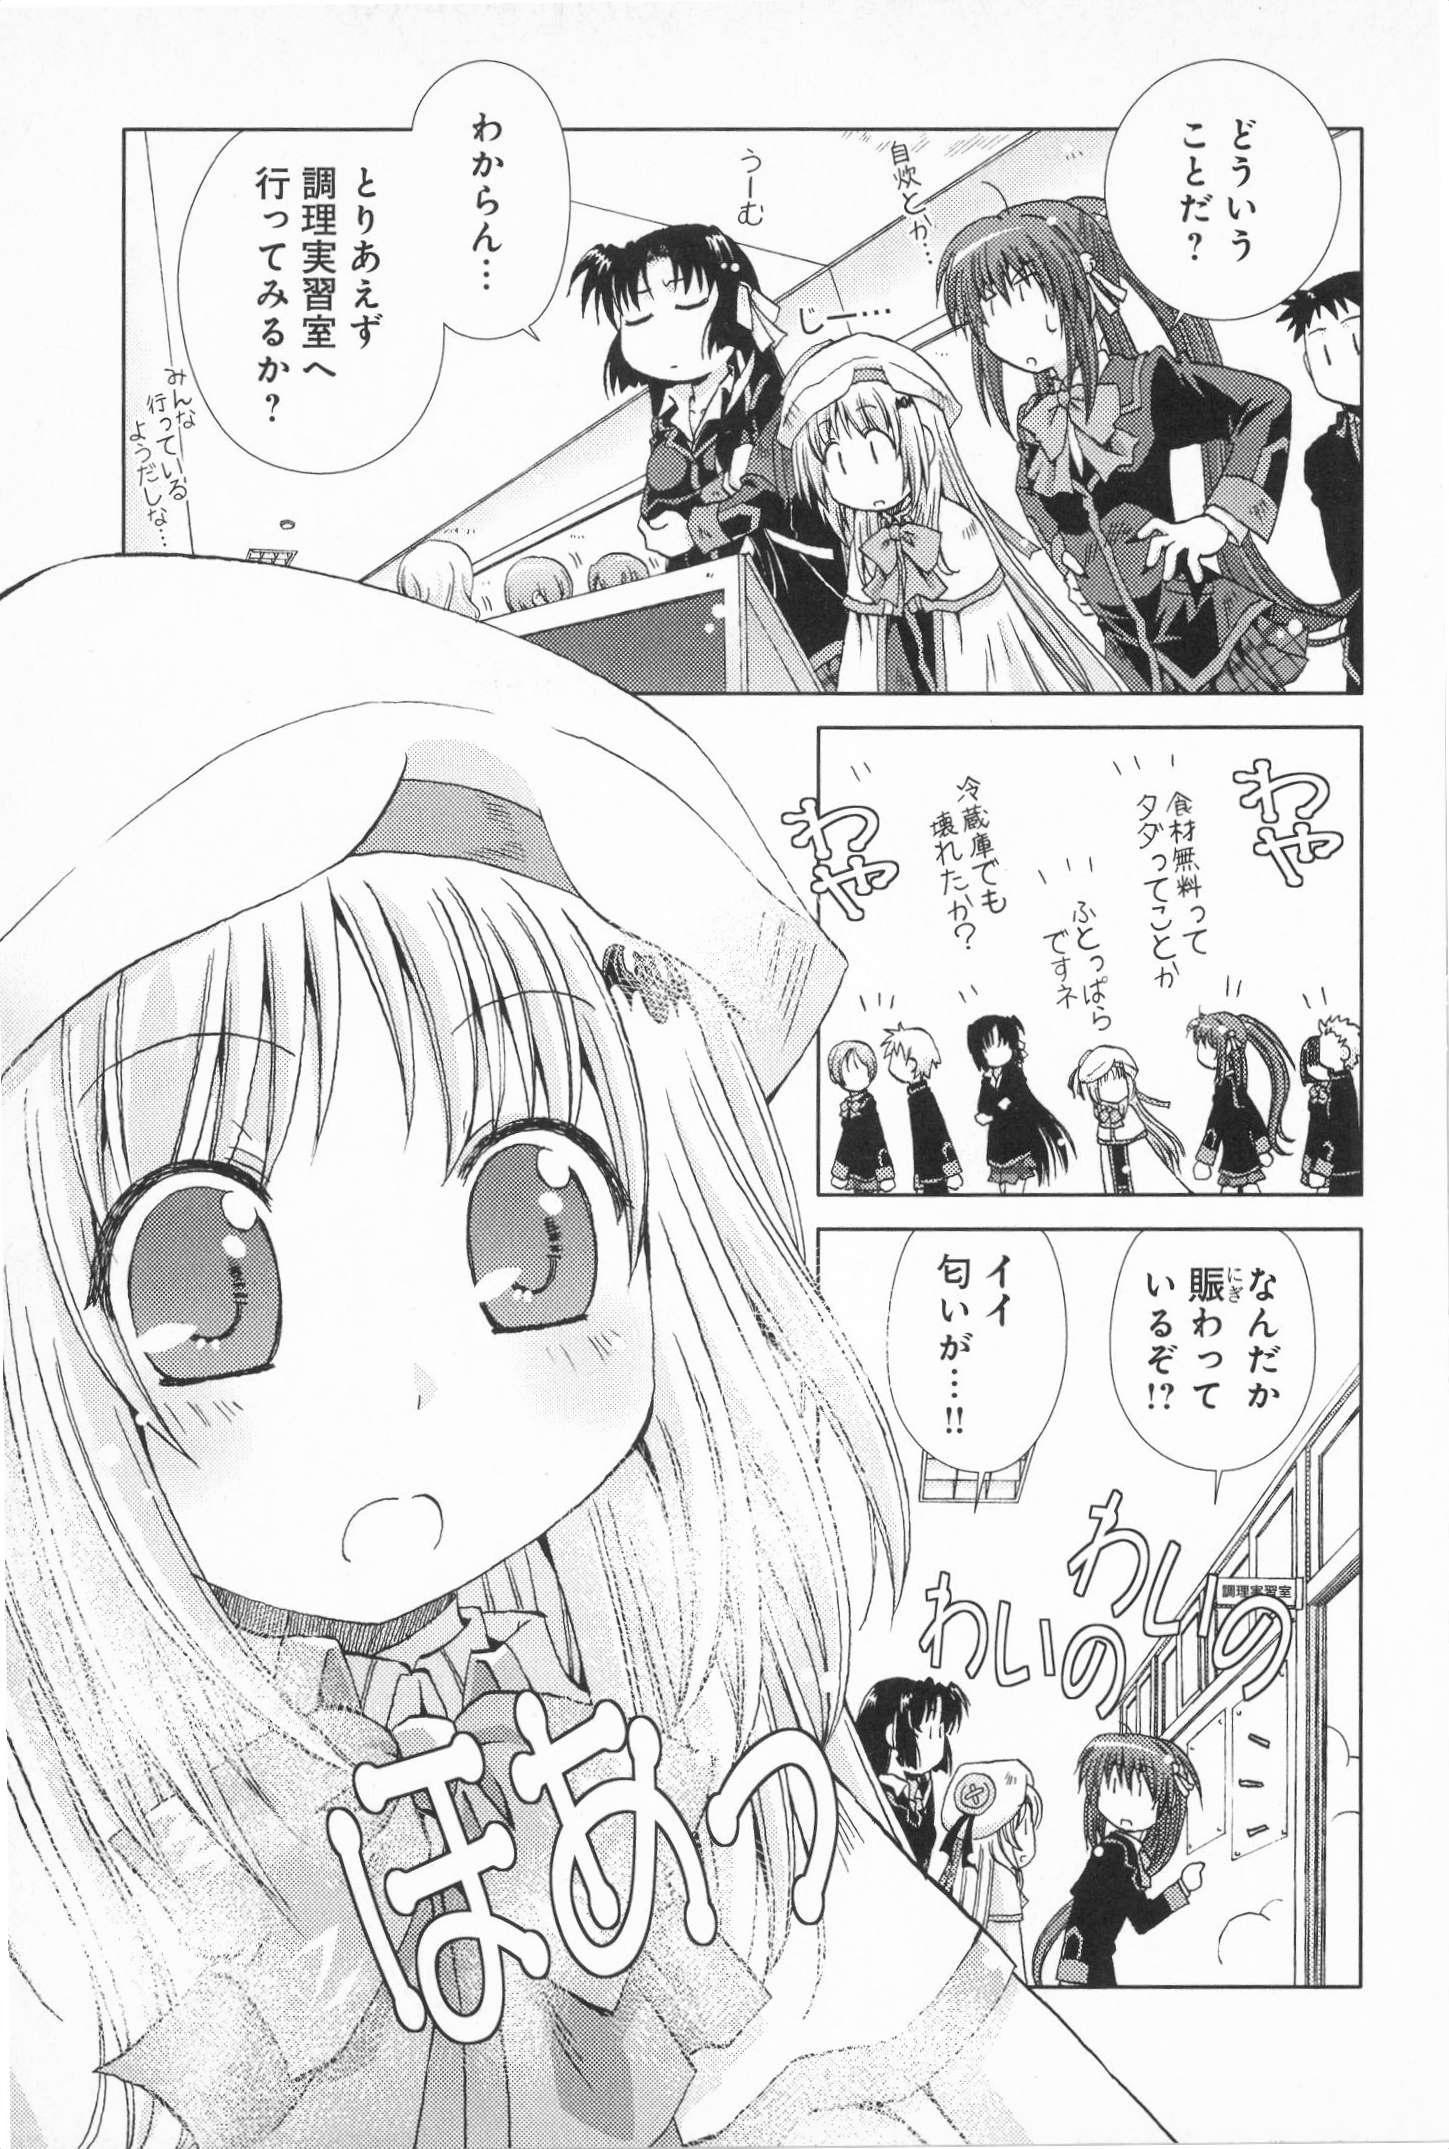 どういう
ことだ？
自炊とか…
じー…
うーむ
わからん…
とりあえず
調理実習室へ
行ってみるか？
みんな
行っている
ようだしな…
わや
わや
食材無料って
タダってことか
ふとっぱら
ですネ
冷蔵庫でも
壊れたか？
なんだか
賑わって
にぎ
いるぞ!?
イイ
匂いが…!!
調理実習室
わいの
わいの
ほあっ